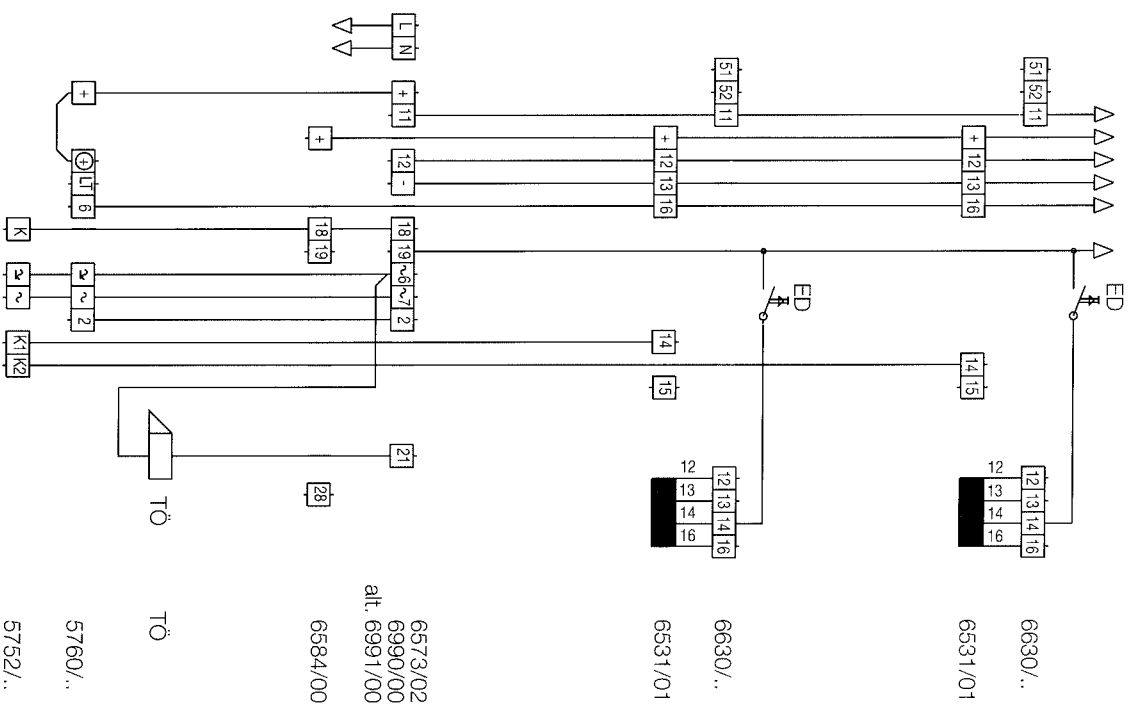 L
N
51 52 11
51 52 11
+
+ 11
+
+
+
12 -
12 13 16
12 13 16
⊕ LT 6
K
18 19
18 19 ~6 ~7 2
~ ~ 2
ED
ED
K1 K2
14
14 15
15
21
28
TÖ
12 13 14 16
12 13 14 16
12 13 14 16
12 13 14 16
5752/..
5760/..
TÖ
6584/00
6573/02
6990/00
alt. 6991/00
6531/01
6630/..
6531/01
6630/..